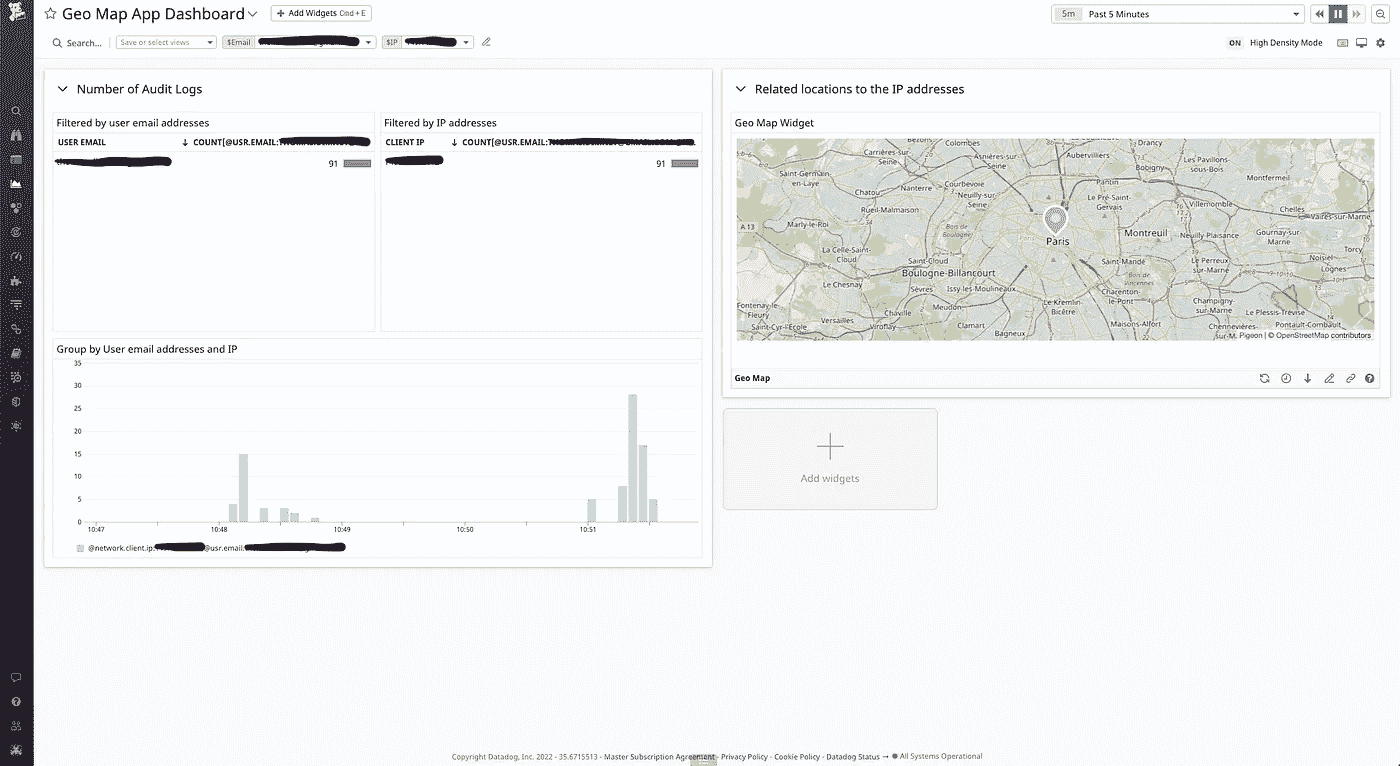 Geo Map App Dashboard
Add Widgets Cmd + E
5m Past 5 Minutes
Search...
Save or select views
$Email
$IP
ON High Density Mode
Number of Audit Logs
Filtered by user email addresses
USER EMAIL ↓ COUNT[@USR.EMAIL:
91
Filtered by IP addresses
CLIENT IP ↓ COUNT[@USR.EMAIL:
91
Group by User email addresses and IP
35
30
25
20
15
10
5
0
10:47 10:48 10:49 10:50 10:51
@network.client.ip: @usr.email:
Related locations to the IP addresses
Geo Map Widget
Carrières-sur-Seine
Colombes
Asnières-sur-Seine
Aubervilliers
Drancy
Les Pavillons-sous-Bois
Saint-Germain-en-Laye
Nanterre
Courbevoie
Bobigny
Montfermeil
Chatou
Neuilly-sur-Seine
Pantin
Rueil-Malmaison
Le Pré-Saint-Gervais
Villemomble
Chelles
Vaires-sur-Marne
A 13
Marly-le-Roi
Bois de Boulogne
Paris
Montreuil
Neuilly-Plaisance
Gournay-sur-Marne
Torcy
La Celle-Saint-Cloud
Saint-Cloud
Saint-Mandé
Le Perreux-sur-Marne
Noisiel
Lognes
Boulogne-Billancourt
Bois de Vincennes
Le Chesnay
Sèvres
Issy-les-Moulineaux
Charenton-le-Pont
Champigny-sur-Marne
Fontenay-le-Fleury
Meudon
Le Kremlin-Bicêtre
Le Plessis-Trévise
Versailles
Chaville
Saint-Cyr-l'École
Viroflay
Clamart
Bagneux
Maisons-Alfort
Chennevières-sur-M.
Pontault-Combault
Pigeon | © OpenStreetMap contributors
Geo Map
Add widgets
Copyright Datadog, Inc. 2022 - 35.6715513 - Master Subscription Agreement - Privacy Policy - Cookie Policy - Datadog Status → All Systems Operational